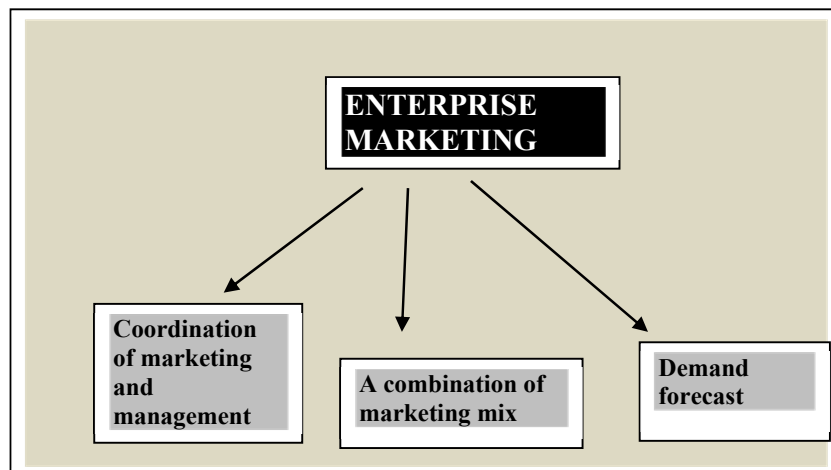 ENTERPRISE
MARKETING
Coordination
of marketing
and
management
A combination of
marketing mix
Demand
forecast